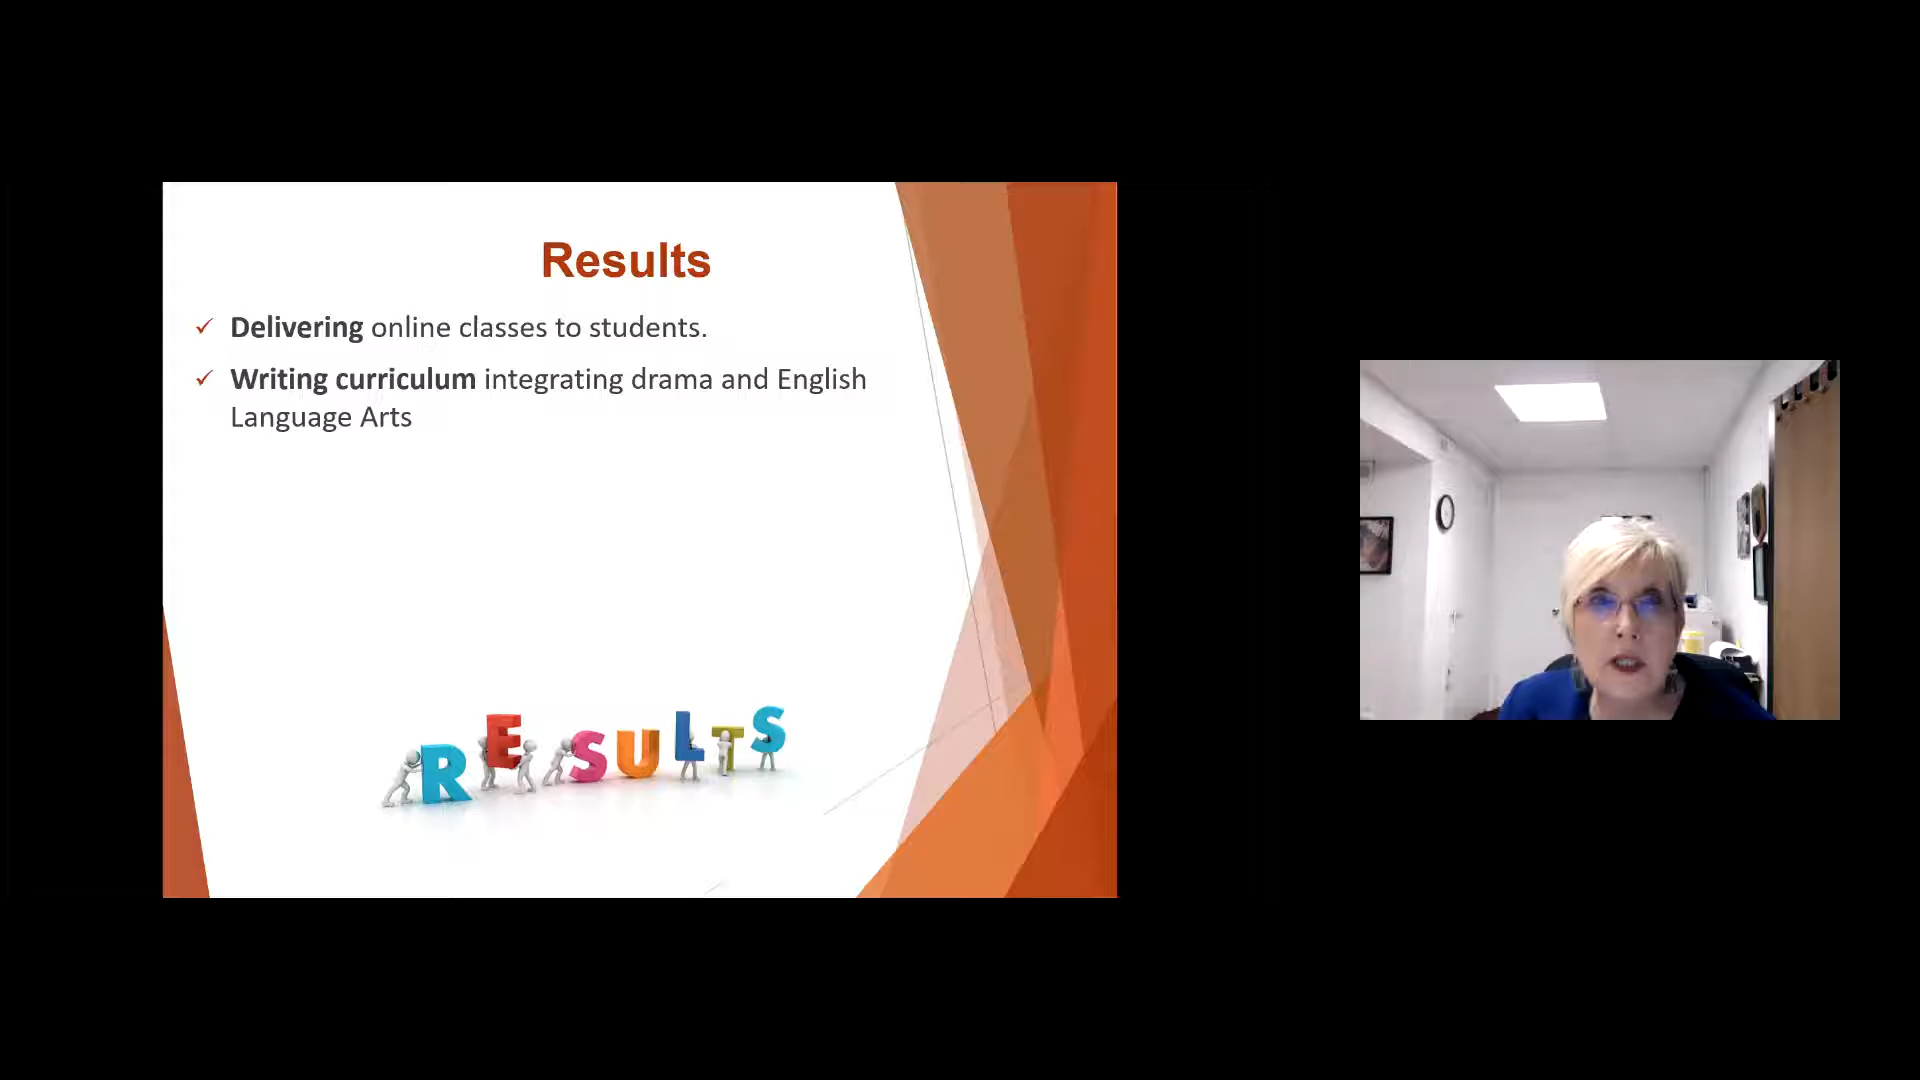 Results
✓ Delivering online classes to students.
✓ Writing curriculum integrating drama and English
Language Arts
RESULTS